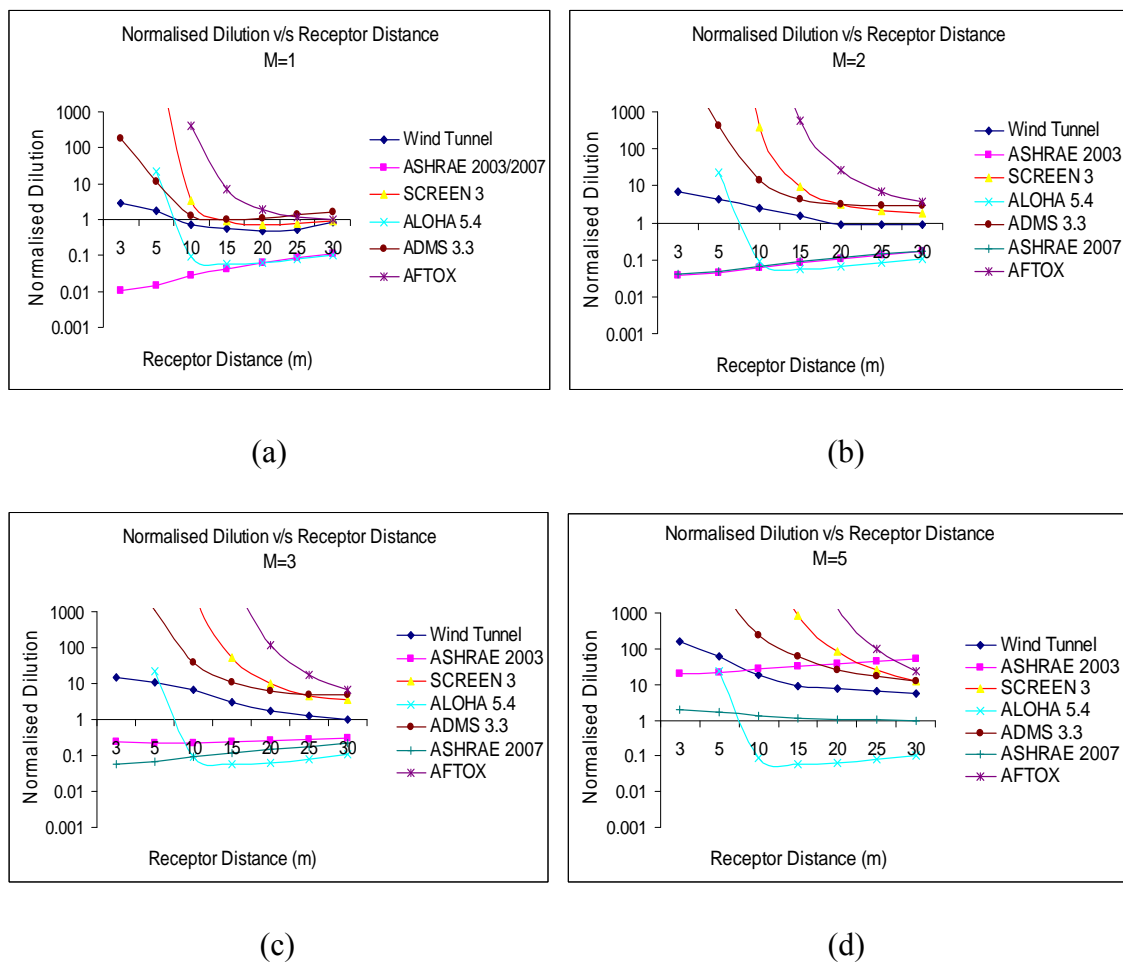 Normalised Dilution v/s Receptor Distance
M=1
Normalised Dilution
1000
100
10
1
0.1
0.01
0.001
3 5 10 15 20 25 30
Receptor Distance (m)
Wind Tunnel
ASHRAE 2003/2007
SCREEN 3
ALOHA 5.4
ADMS 3.3
AFTOX
(a)
Normalised Dilution v/s Receptor Distance
M=2
Normalised Dilution
1000
100
10
1
0.1
0.01
0.001
3 5 10 15 20 25 30
Receptor Distance (m)
Wind Tunnel
ASHRAE 2003
SCREEN 3
ALOHA 5.4
ADMS 3.3
ASHRAE 2007
AFTOX
(b)
Normalised Dilution v/s Receptor Distance
M=3
Normalised Dilution
1000
100
10
1
0.1
0.01
0.001
3 5 10 15 20 25 30
Receptor Distance (m)
Wind Tunnel
ASHRAE 2003
SCREEN 3
ALOHA 5.4
ADMS 3.3
ASHRAE 2007
AFTOX
(c)
Normalised Dilution v/s Receptor Distance
M=5
Normalised Dilution
1000
100
10
1
0.1
0.01
0.001
3 5 10 15 20 25 30
Receptor Distance (m)
Wind Tunnel
ASHRAE 2003
SCREEN 3
ALOHA 5.4
ADMS 3.3
ASHRAE 2007
AFTOX
(d)